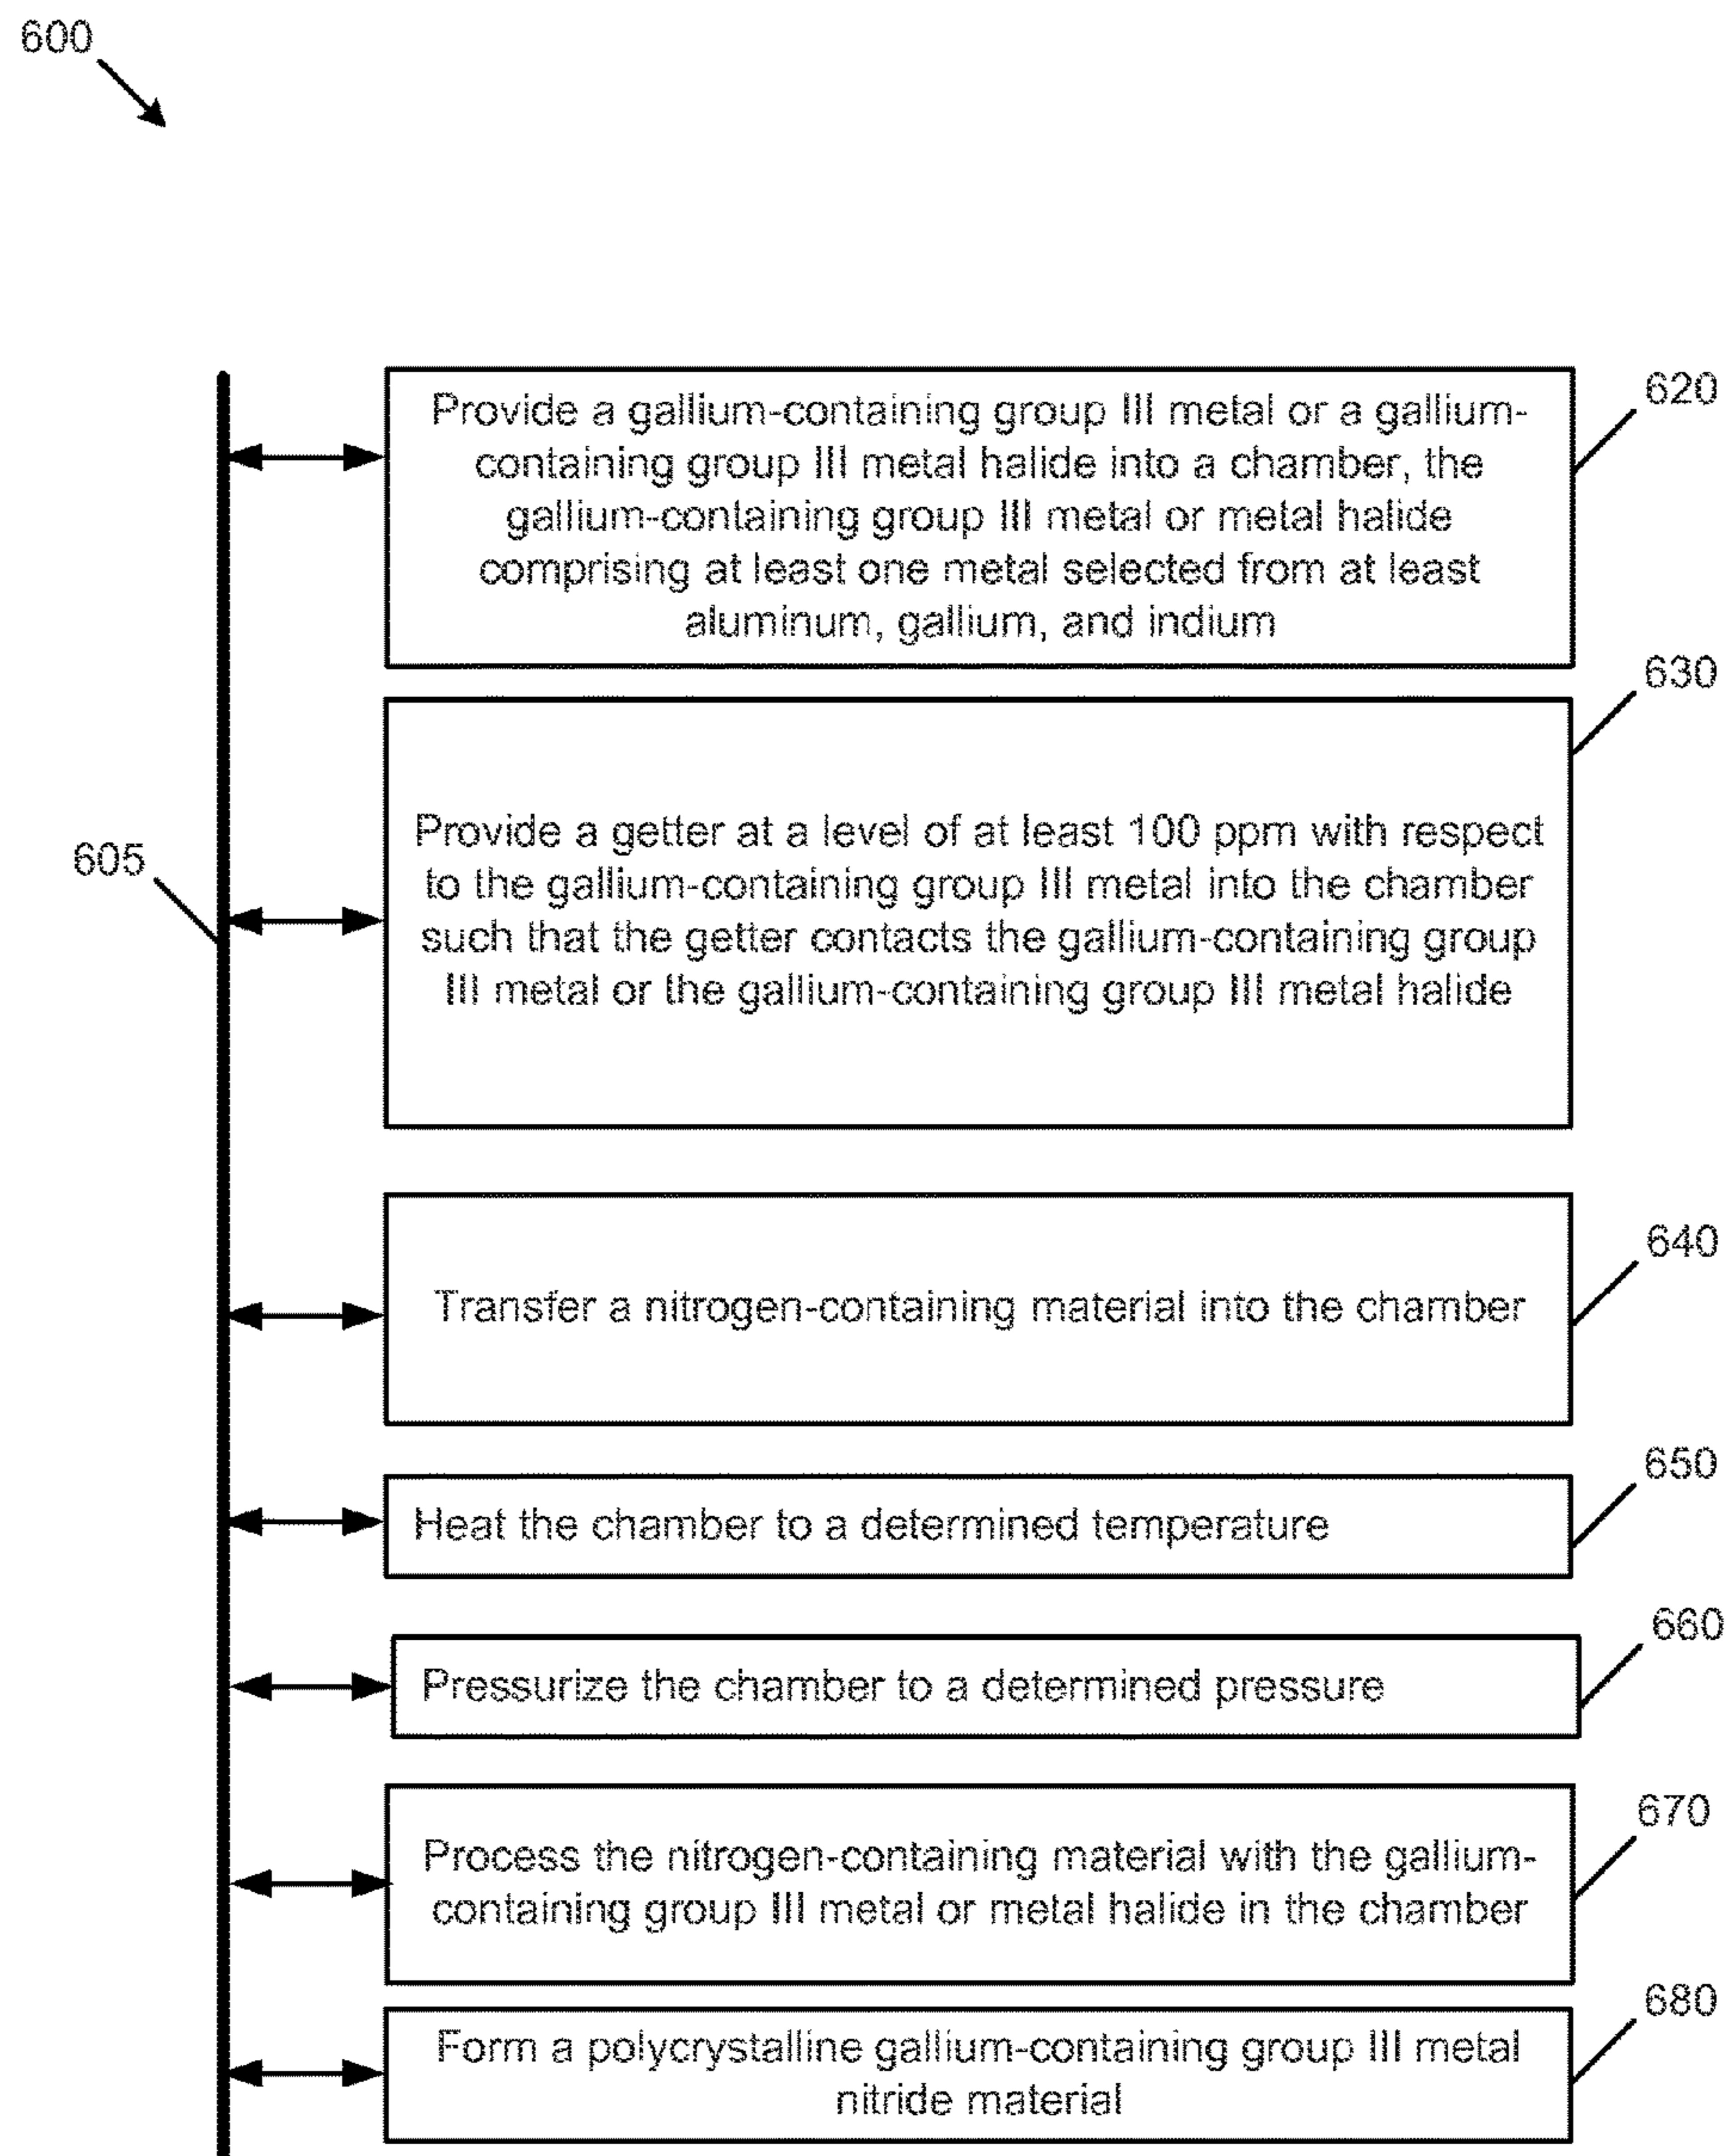 600
Provide a gallium-containing group III metal or a gallium-
containing group III metal halide into a chamber, the
gallium-containing group III metal or metal halide
comprising at least one metal selected from at least
aluminum, gallium, and indium
620
630
Provide a getter at a level of at least 100 ppm with respect
to the gallium-containing group III metal into the chamber
such that the getter contacts the gallium-containing group
III metal or the gallium-containing group III metal halide
605
Transfer a nitrogen-containing material into the chamber
640
Heat the chamber to a determined temperature
650
Pressurize the chamber to a determined pressure
660
Process the nitrogen-containing material with the gallium-
containing group III metal or metal halide in the chamber
670
Form a polycrystalline gallium-containing group III metal
nitride material
680